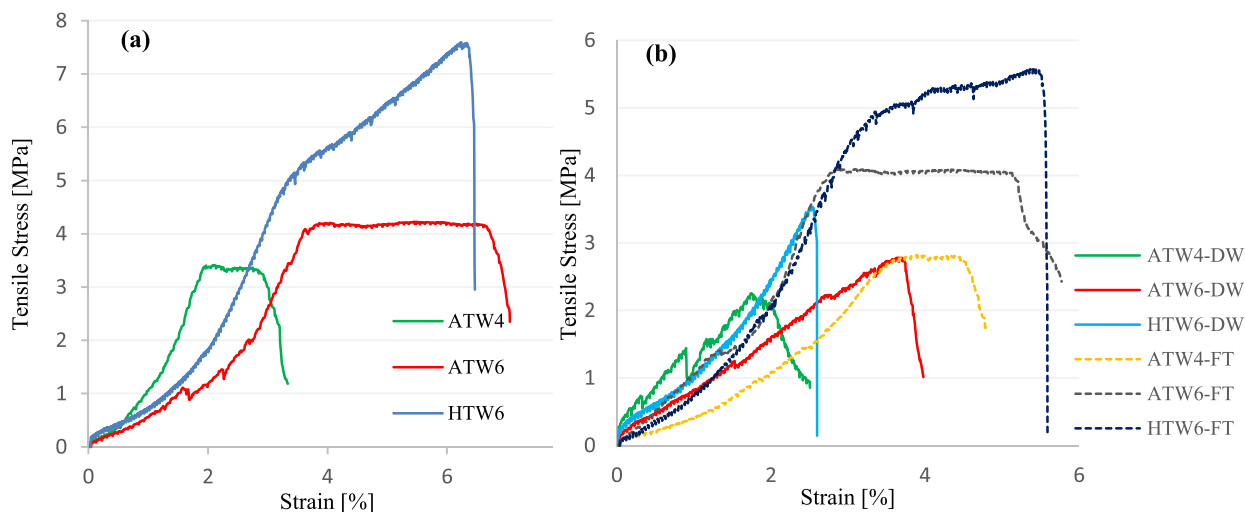 (a)
8
7
6
5
4
3
2
1
0
Tensile Stress [MPa]
0 2 4 6
Strain [%]
ATW4
ATW6
HTW6
(b)
6
5
4
3
2
1
0
Tensile Stress [MPa]
0 2 4 6
Strain [%]
ATW4-DW
ATW6-DW
HTW6-DW
ATW4-FT
ATW6-FT
HTW6-FT